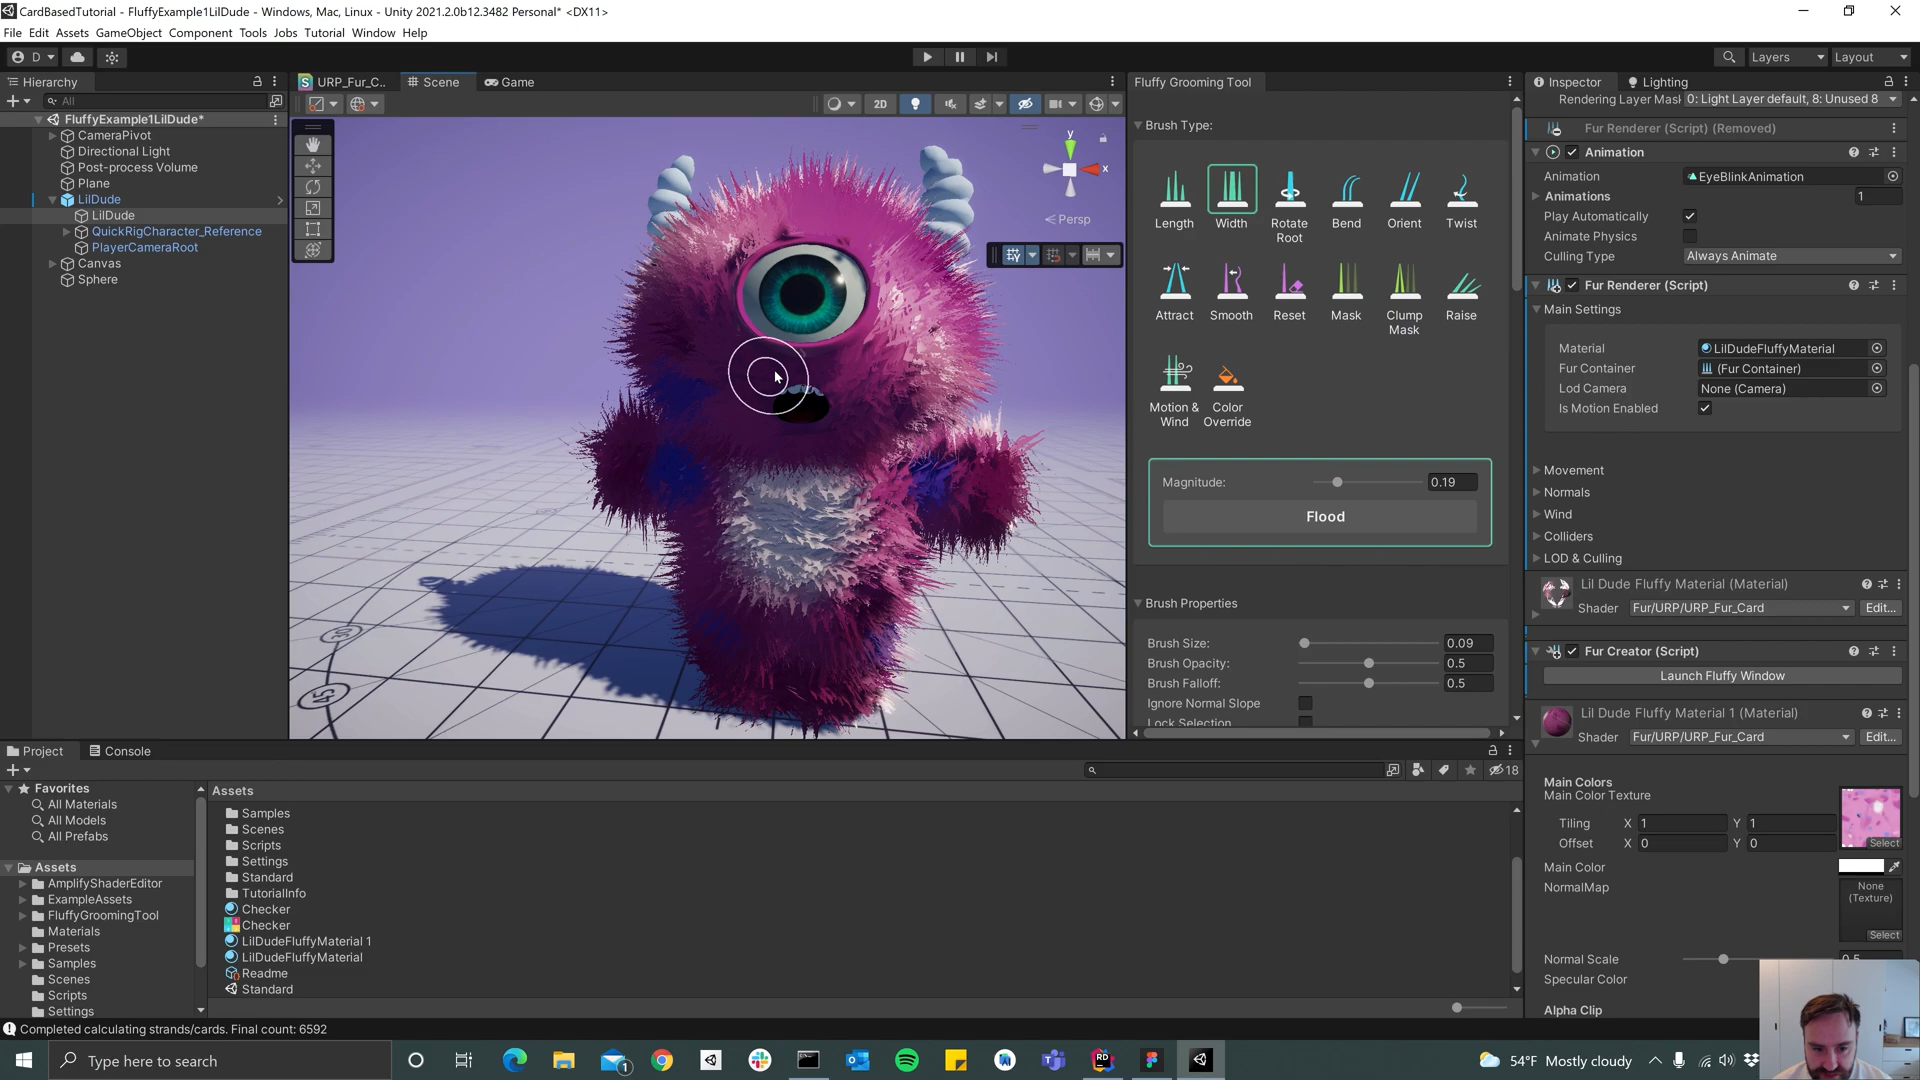 CardBasedTutorial - FluffyExample1LilDude - Windows, Mac, Linux - Unity 2021.2.0b12.3482 Personal* <DX11>
File Edit Assets GameObject Component Tools Jobs Tutorial Window Help
D
Layers
Layout
Hierarchy
All
FluffyExample1LilDude*
CameraPivot
Directional Light
Post-process Volume
Plane
LilDude
LilDude
QuickRigCharacter_Reference
PlayerCameraRoot
Canvas
Sphere
URP_Fur_C..
Scene
Game
2D
y
x
Persp
45
Fluffy Grooming Tool
Brush Type:
Length
Width
Rotate Root
Bend
Orient
Twist
Attract
Smooth
Reset
Mask
Clump Mask
Raise
Motion & Wind
Color Override
Magnitude:
0.19
Flood
Brush Properties
Brush Size:
0.09
Brush Opacity:
0.5
Brush Falloff:
0.5
Ignore Normal Slope
Lock Selection
Inspector
Lighting
Rendering Layer Mask
0: Light Layer default, 8: Unused 8
Fur Renderer (Script) (Removed)
Animation
Animation
EyeBlinkAnimation
Animations
1
Play Automatically
Animate Physics
Culling Type
Always Animate
Fur Renderer (Script)
Main Settings
Material
LilDudeFluffyMaterial
Fur Container
(Fur Container)
Lod Camera
None (Camera)
Is Motion Enabled
Movement
Normals
Wind
Colliders
LOD & Culling
Lil Dude Fluffy Material (Material)
Shader
Fur/URP/URP_Fur_Card
Edit...
Fur Creator (Script)
Launch Fluffy Window
Lil Dude Fluffy Material 1 (Material)
Shader
Fur/URP/URP_Fur_Card
Edit...
Main Colors
Main Color Texture
Tiling X 1 Y 1
Offset X 0 Y 0
Select
Main Color
NormalMap
None
(Texture)
Select
Normal Scale
0.5
Specular Color
Alpha Clip
Project
Console
18
Favorites
All Materials
All Models
All Prefabs
Assets
AmplifyShaderEditor
ExampleAssets
FluffyGroomingTool
Materials
Presets
Samples
Scenes
Scripts
Settings
Assets
Samples
Scenes
Scripts
Settings
Standard
TutorialInfo
Checker
Checker
LilDudeFluffyMaterial 1
LilDudeFluffyMaterial
Readme
Standard
Completed calculating strands/cards. Final count: 6592
Type here to search
1
RD
54°F Mostly cloudy